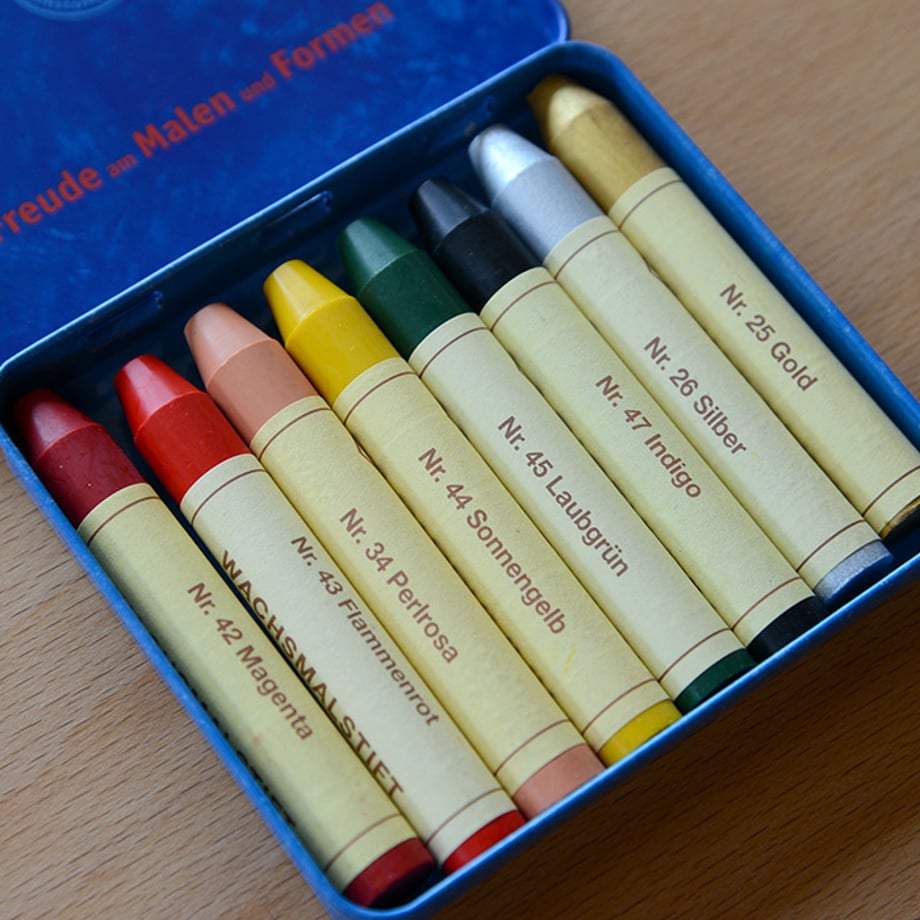 Freude am Malen und Formen
Nr. 42 Magenta
WACHSMALSTIFT
Nr. 43 Flammenrot
Nr. 34 Perlrosa
Nr. 44 Sonnengelb
Nr. 45 Laubgrün
Nr. 47 Indigo
Nr. 26 Silber
Nr. 25 Gold